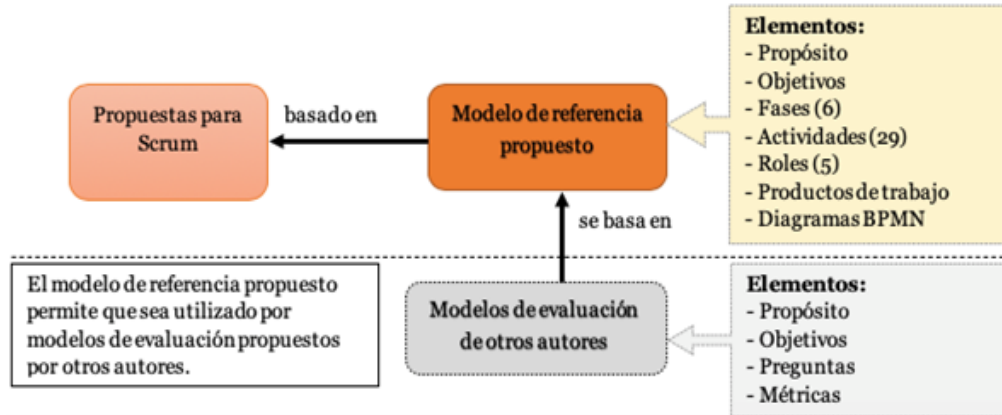 Propuestas para
Scrum
basado en
Modelo de referencia
propuesto
Elementos:
- Propósito
- Objetivos
- Fases (6)
- Actividades (29)
- Roles (5)
- Productos de trabajo
- Diagramas BPMN
se basa en
El modelo de referencia propuesto
permite que sea utilizado por
modelos de evaluación propuestos
por otros autores.
Modelos de evaluación
de otros autores
Elementos:
- Propósito
- Objetivos
- Preguntas
- Métricas